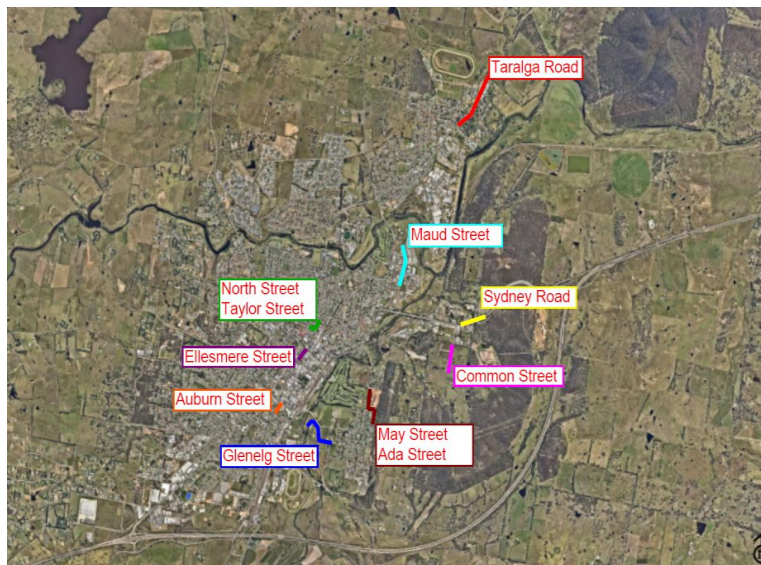 Taralga Road
Maud Street
North Street
Taylor Street
Sydney Road
Ellesmere Street
Common Street
Auburn Street
May Street
Ada Street
Glenelg Street